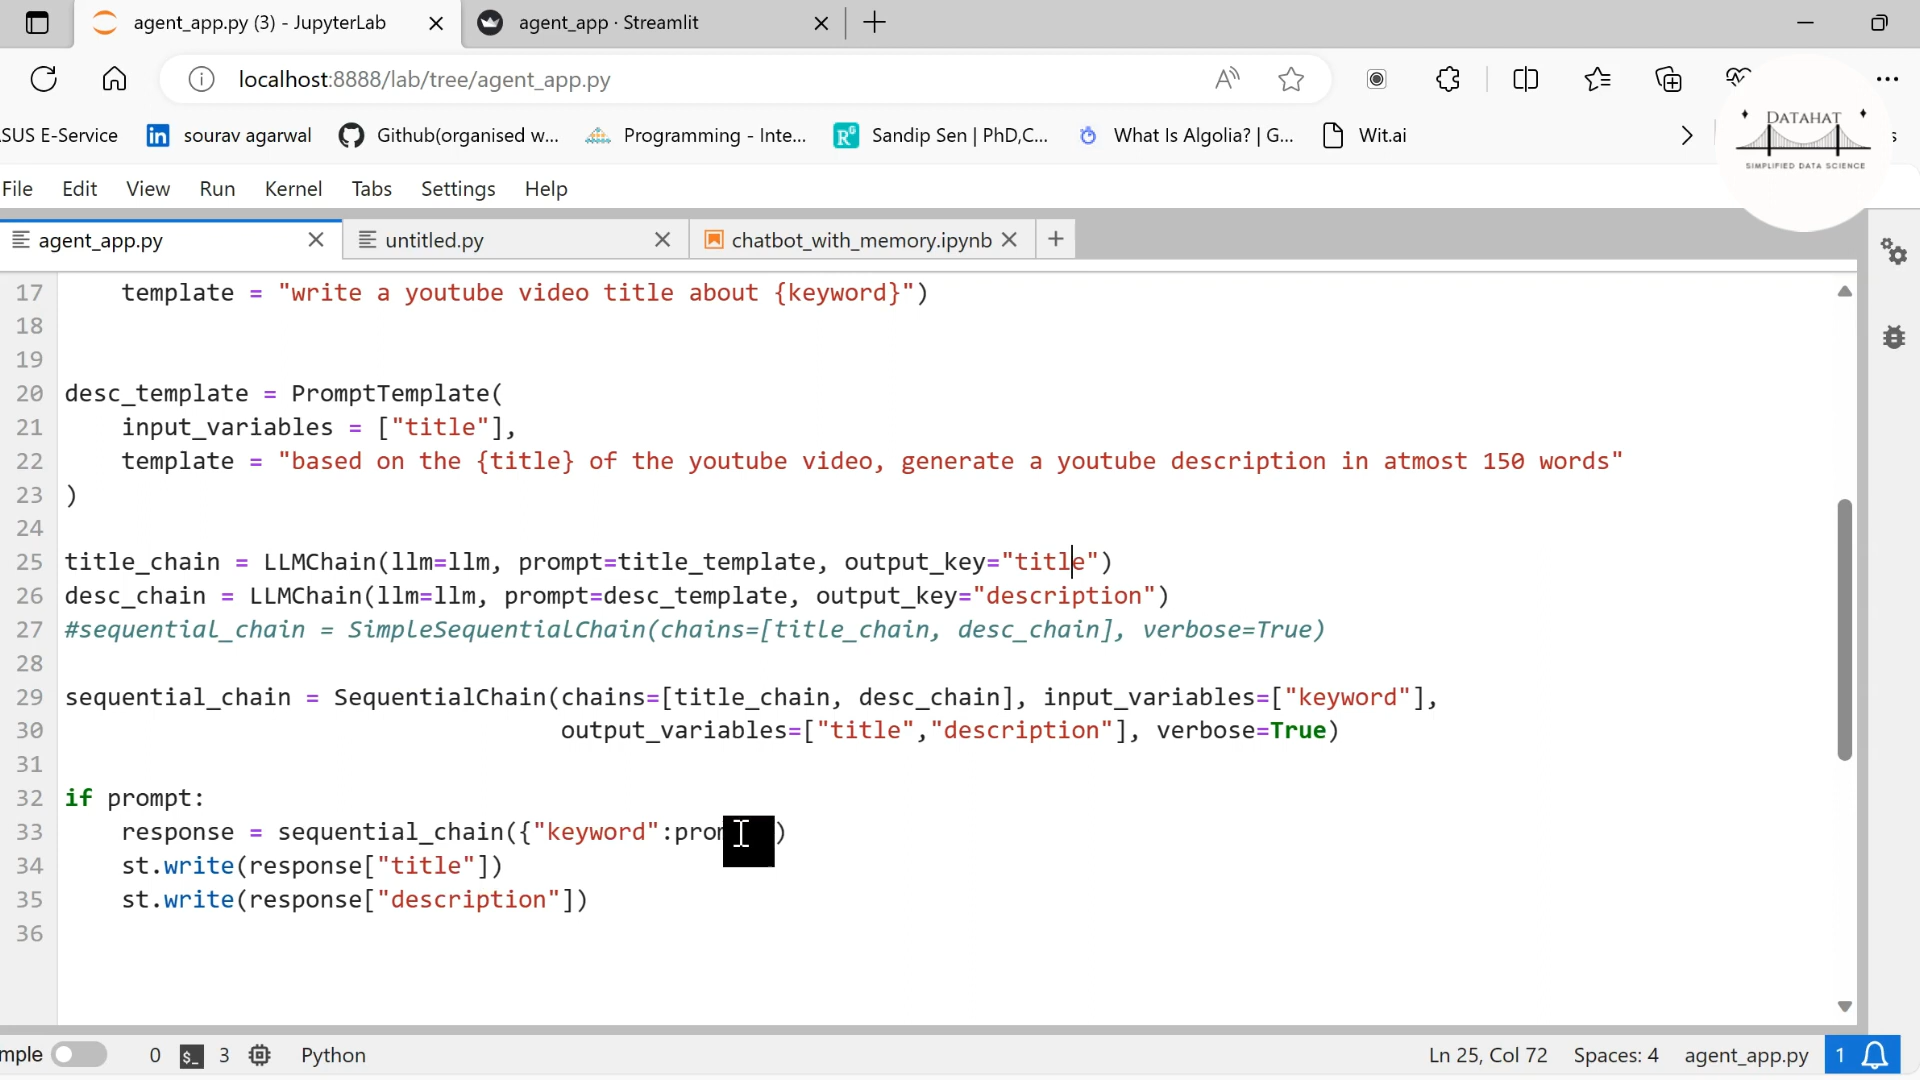 agent_app.py (3) - JupyterLab
agent_app · Streamlit
localhost:8888/lab/tree/agent_app.py
SUS E-Service
sourav agarwal
Github(organised w...
Programming - Inte...
Sandip Sen | PhD,C...
What Is Algolia? | G...
Wit.ai
DATAHAT
SIMPLIFIED DATA SCIENCE
File Edit View Run Kernel Tabs Settings Help
agent_app.py
untitled.py
chatbot_with_memory.ipynb
17 template = "write a youtube video title about {keyword}")
18
19
20 desc_template = PromptTemplate(
21 input_variables = ["title"],
22 template = "based on the {title} of the youtube video, generate a youtube description in atmost 150 words"
23 )
24
25 title_chain = LLMChain(llm=llm, prompt=title_template, output_key="title")
26 desc_chain = LLMChain(llm=llm, prompt=desc_template, output_key="description")
27 #sequential_chain = SimpleSequentialChain(chains=[title_chain, desc_chain], verbose=True)
28
29 sequential_chain = SequentialChain(chains=[title_chain, desc_chain], input_variables=["keyword"],
30 output_variables=["title","description"], verbose=True)
31
32 if prompt:
33 response = sequential_chain({"keyword":pro )
34 st.write(response["title"])
35 st.write(response["description"])
36
mple 0 3 Python
Ln 25, Col 72 Spaces: 4 agent_app.py 1